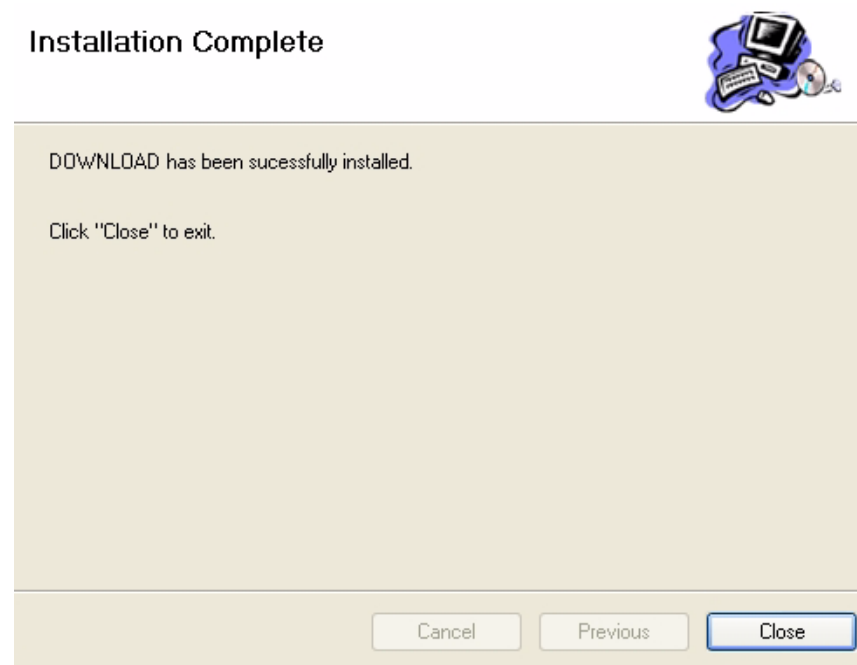 Installation Complete
DOWNLOAD has been sucessfully installed.
Click "Close" to exit.
Cancel
Previous
Close